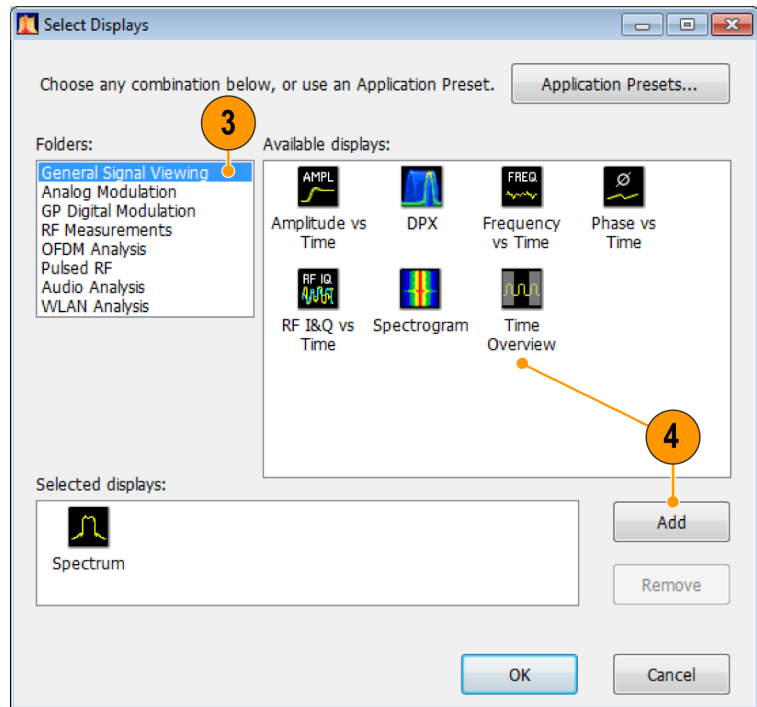 Select Displays
Choose any combination below, or use an Application Preset.
Application Presets...
3
Folders:
Available displays:
General Signal Viewing
Analog Modulation
GP Digital Modulation
RF Measurements
OFDM Analysis
Pulsed RF
Audio Analysis
WLAN Analysis
AMPL
FREQ
Ø
Amplitude vs
Time
DPX
Frequency
vs Time
Phase vs
Time
RF IQ
RF I&Q vs
Time
Spectrogram
Time
Overview
4
Selected displays:
Spectrum
Add
Remove
OK
Cancel